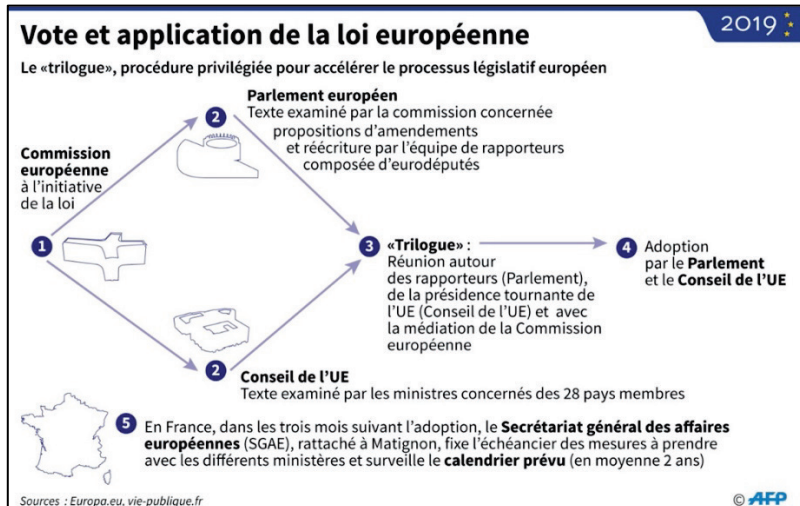 2019
Vote et application de la loi européenne
Le «trilogue», procédure privilégiée pour accélérer le processus législatif européen
Commission
européenne
à l'initiative
de la loi
1
2
Parlement européen
Texte examiné par la commission concernée
propositions d'amendements
et réécriture par l'équipe de rapporteurs
composée d'eurodéputés
2
Conseil de l'UE
Texte examiné par les ministres concernés des 28 pays membres
3
«Trilogue» :
Réunion autour
des rapporteurs (Parlement),
de la présidence tournante de
l'UE (Conseil de l'UE) et avec
la médiation de la Commission
européenne
4
Adoption
par le Parlement
et le Conseil de l'UE
5
En France, dans les trois mois suivant l'adoption, le Secrétariat général des affaires
européennes (SGAE), rattaché à Matignon, fixe l'échéancier des mesures à prendre
avec les différents ministères et surveille le calendrier prévu (en moyenne 2 ans)
Sources : Europa.eu, vie-publique.fr
© AFP